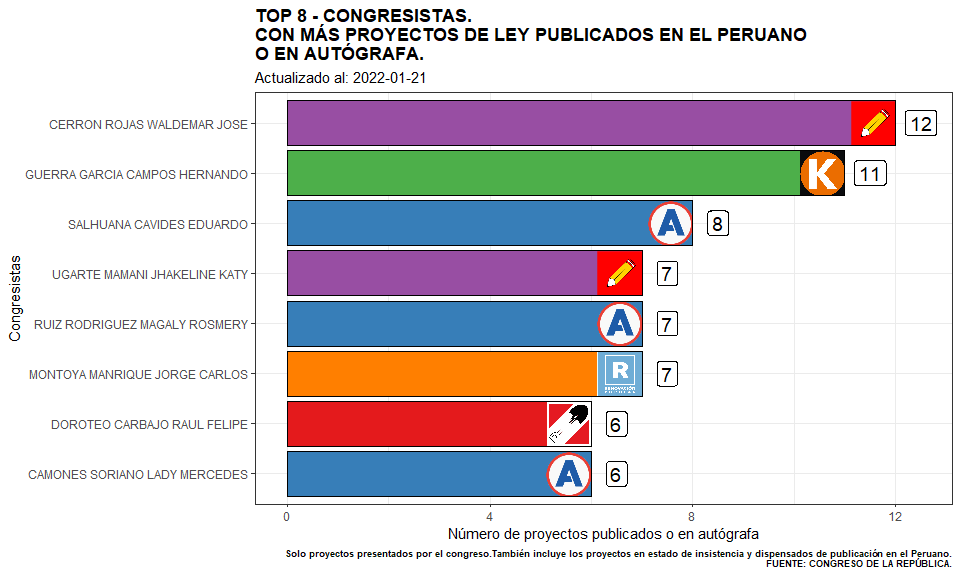 TOP 8 - CONGRESISTAS.
CON MÁS PROYECTOS DE LEY PUBLICADOS EN EL PERUANO
O EN AUTÓGRAFA.
Actualizado al: 2022-01-21
Congresistas
CERRON ROJAS WALDEMAR JOSE 12
GUERRA GARCIA CAMPOS HERNANDO K 11
SALHUANA CAVIDES EDUARDO A 8
UGARTE MAMANI JHAKELINE KATY 7
RUIZ RODRIGUEZ MAGALY ROSMERY A 7
MONTOYA MANRIQUE JORGE CARLOS R 7
RENOVACIÓN
POPULAR
DOROTEO CARBAJO RAUL FELIPE 6
CAMONES SORIANO LADY MERCEDES A 6
0 4 8 12
Número de proyectos publicados o en autógrafa
Solo proyectos presentados por el congreso.También incluye los proyectos en estado de insistencia y dispensados de publicación en el Peruano.
FUENTE: CONGRESO DE LA REPÚBLICA.